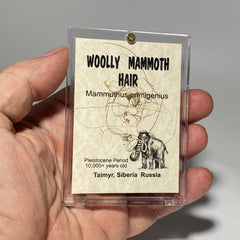 WOOLLY MAMMOTH
HAIR
Mammuthus primigenius
Pleistocene Period
10,000+ years old
Taimyr, Siberia Russia